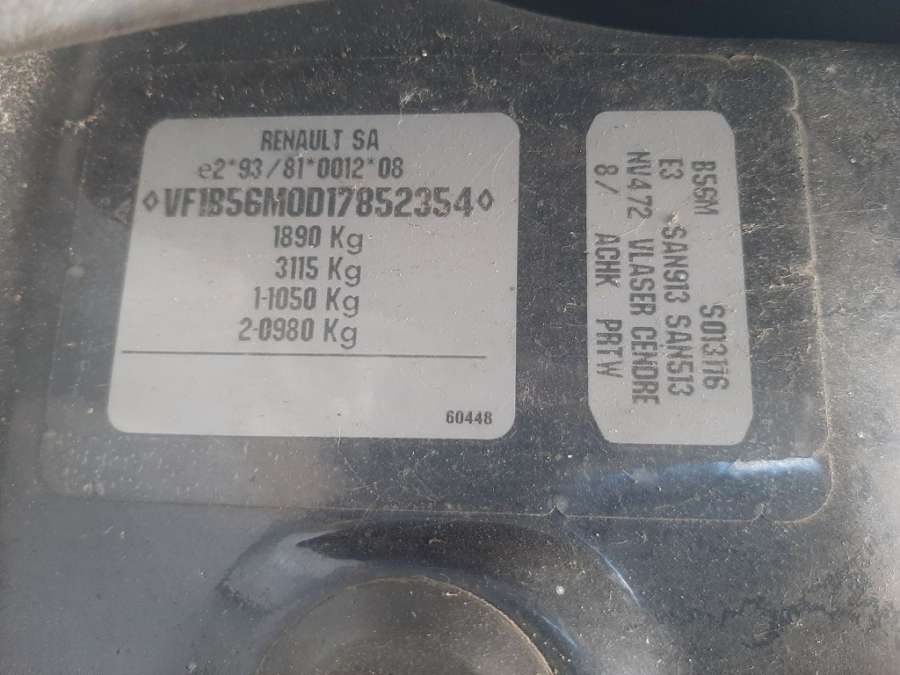 RENAULT SA
e2*93/81*0012*08
◇VF1B56M0D17852354◇
1890 Kg
3115 Kg
1-1050 Kg
2-0980 Kg
60448
B56M S013176
E3 SAN913 SAN513
NV472 VLASER CENDRE
8/ ACHK PRTW